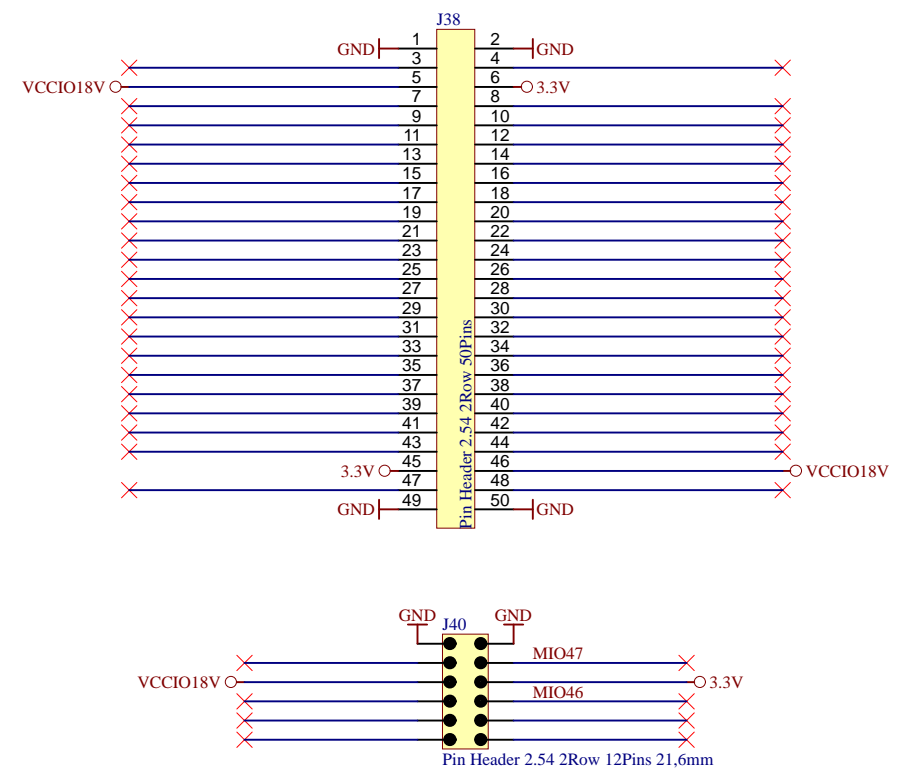 J38
GND 1 2 GND
3 4
VCCIO18V 5 6 3.3V
7 8
9 10
11 12
13 14
15 16
17 18
19 20
21 22
23 24
25 26
27 28
29 30
31 32
33 34
35 36
37 38
39 40
41 42
43 44
3.3V 45 46 VCCIO18V
47 48
GND 49 50 GND
Pin Header 2.54 2Row 50Pins
GND J40 GND
MIO47
VCCIO18V 3.3V
MIO46
Pin Header 2.54 2Row 12Pins 21,6mm